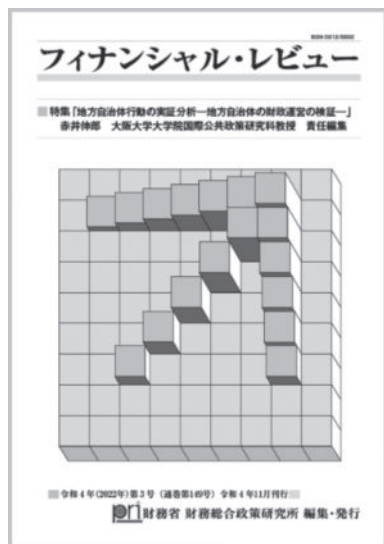 フィナンシャル・レビュー
特集「地方自治体行動の実証分析―地方自治体の財政運営の検証―」
赤井伸郎 大阪大学大学院国際公共政策研究科教授 責任編集
令和4年(2022年)第3号(通巻第149号) 令和4年11月刊行
pri 財務省 財務総合政策研究所 編集・発行